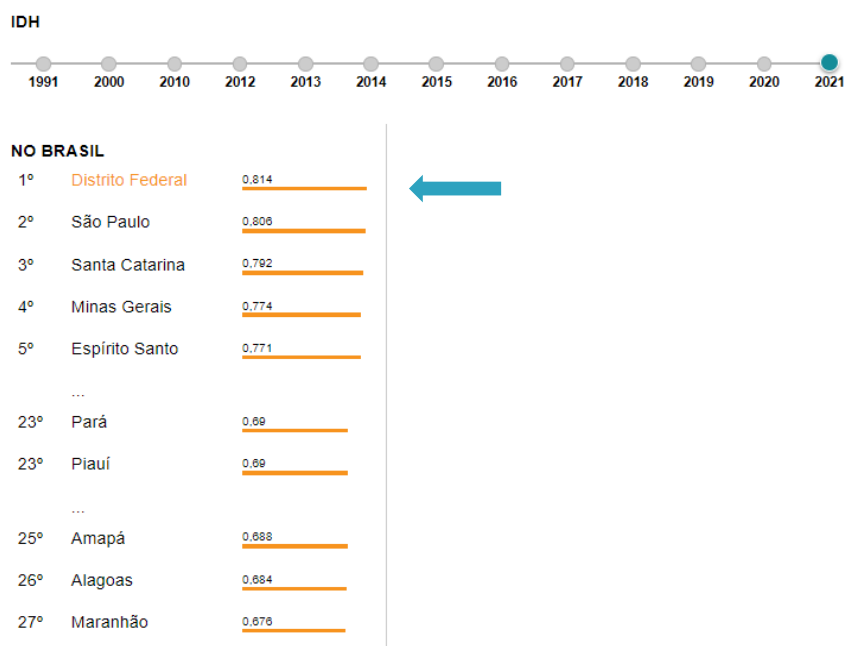 IDH
1991 2000 2010 2012 2013 2014 2015 2016 2017 2018 2019 2020 2021
NO BRASIL
1º Distrito Federal 0,814
2º São Paulo 0,806
3º Santa Catarina 0,792
4º Minas Gerais 0,774
5º Espírito Santo 0,771
...
23º Pará 0,69
23º Piauí 0,69
...
25º Amapá 0,688
26º Alagoas 0,684
27º Maranhão 0,676